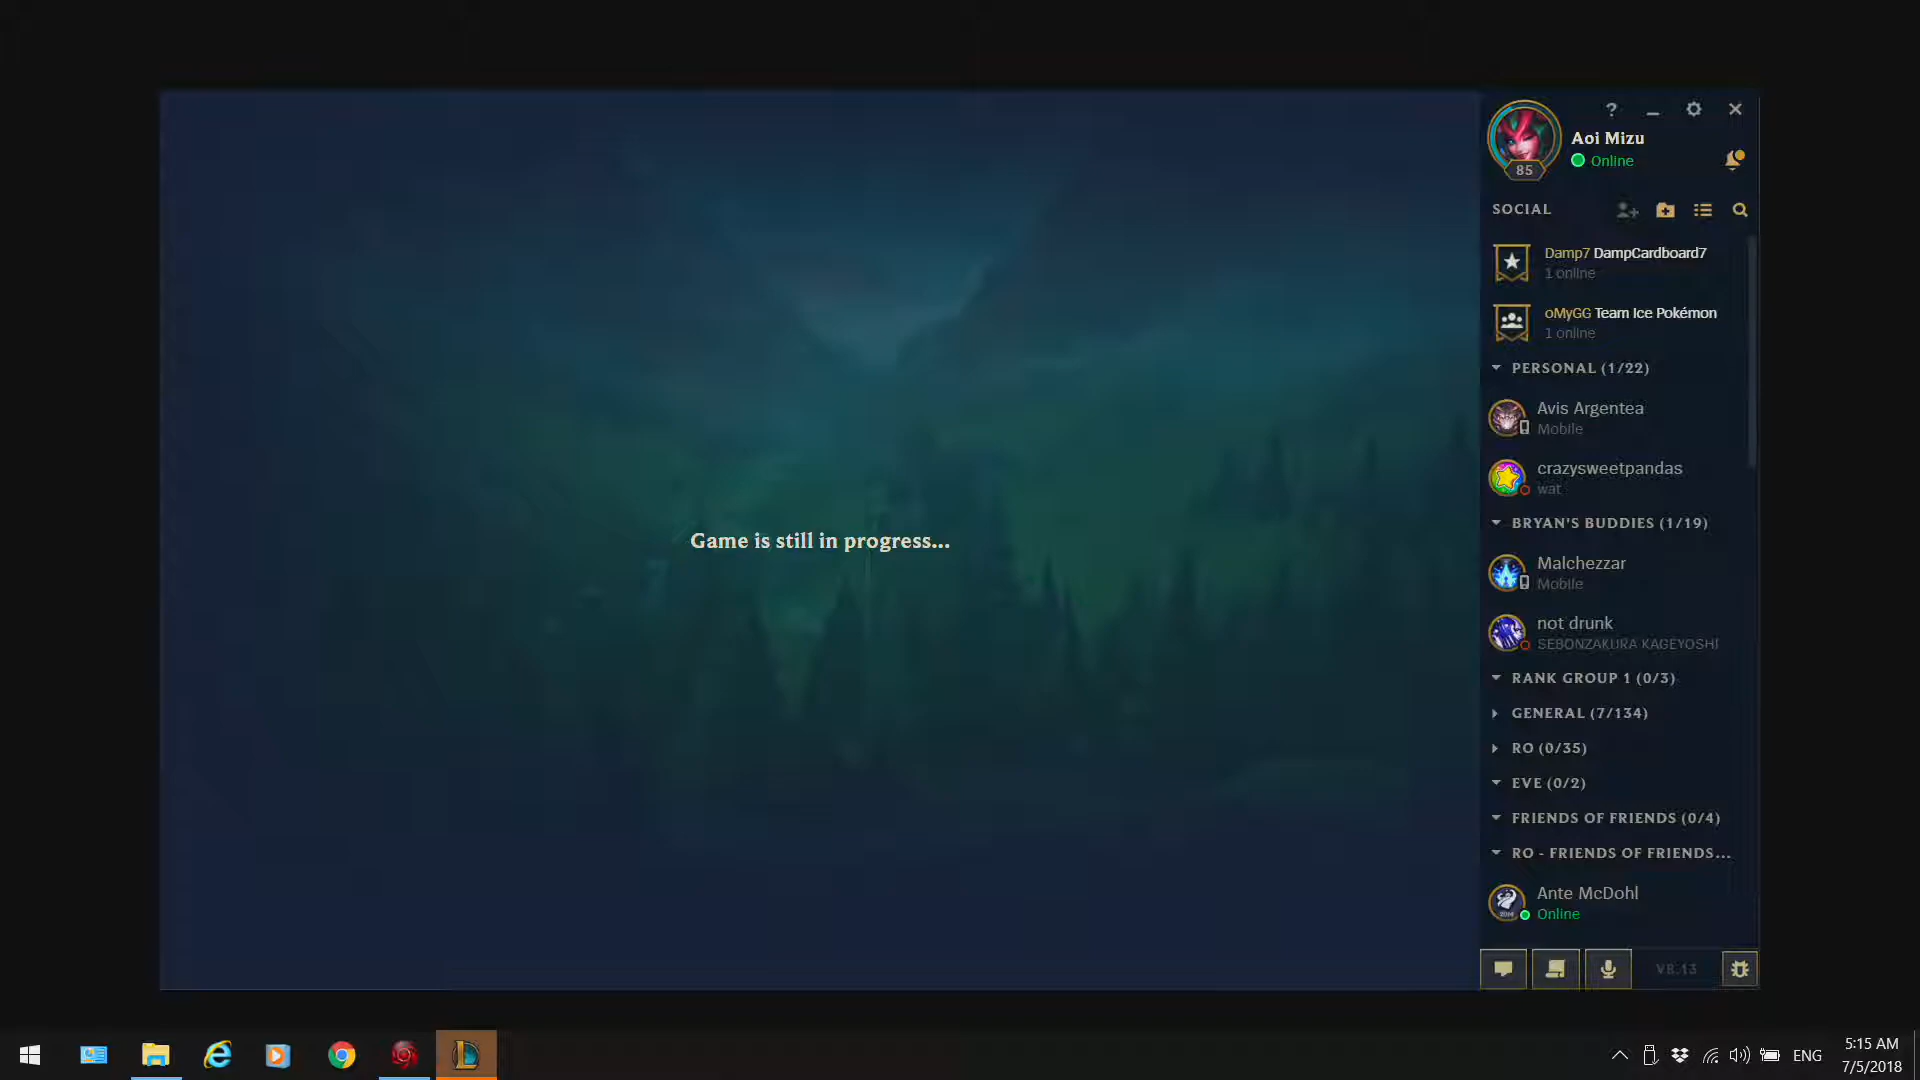 ?
Aoi Mizu
Online
85
SOCIAL
Damp7 DampCardboard7
1 online
oMyGG Team Ice Pokémon
1 online
PERSONAL (1/22)
Avis Argentea
Mobile
crazysweetpandas
wat
BRYAN'S BUDDIES (1/19)
Malchezzar
Mobile
not drunk
SEBONZAKURA KAGEYOSHI
RANK GROUP 1 (0/3)
GENERAL (7/134)
RO (0/35)
EVE (0/2)
FRIENDS OF FRIENDS (0/4)
RO - FRIENDS OF FRIENDS...
Ante McDohl
Online
V8.13
Game is still in progress...
ENG
5:15 AM
7/5/2018